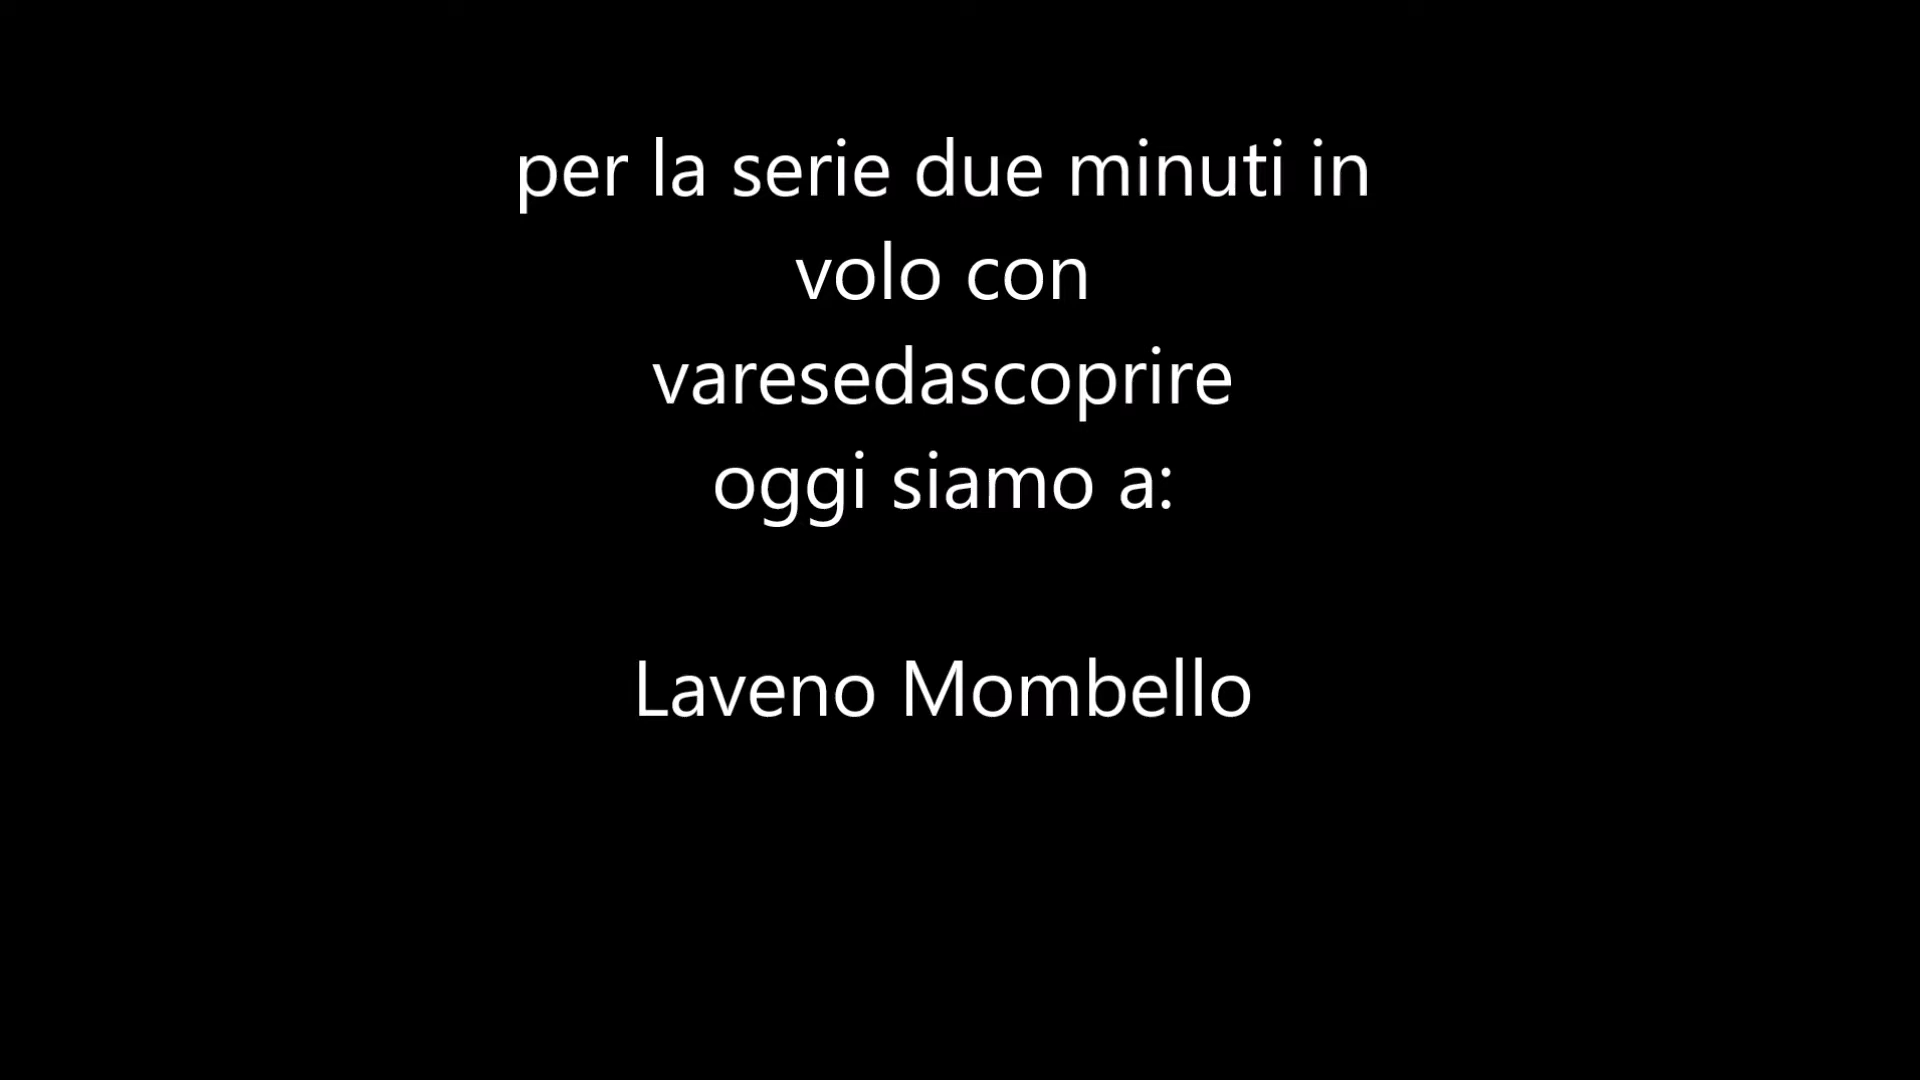 per la serie due minuti in
volo con
varesedascoprire
oggi siamo a:
Laveno Mombello